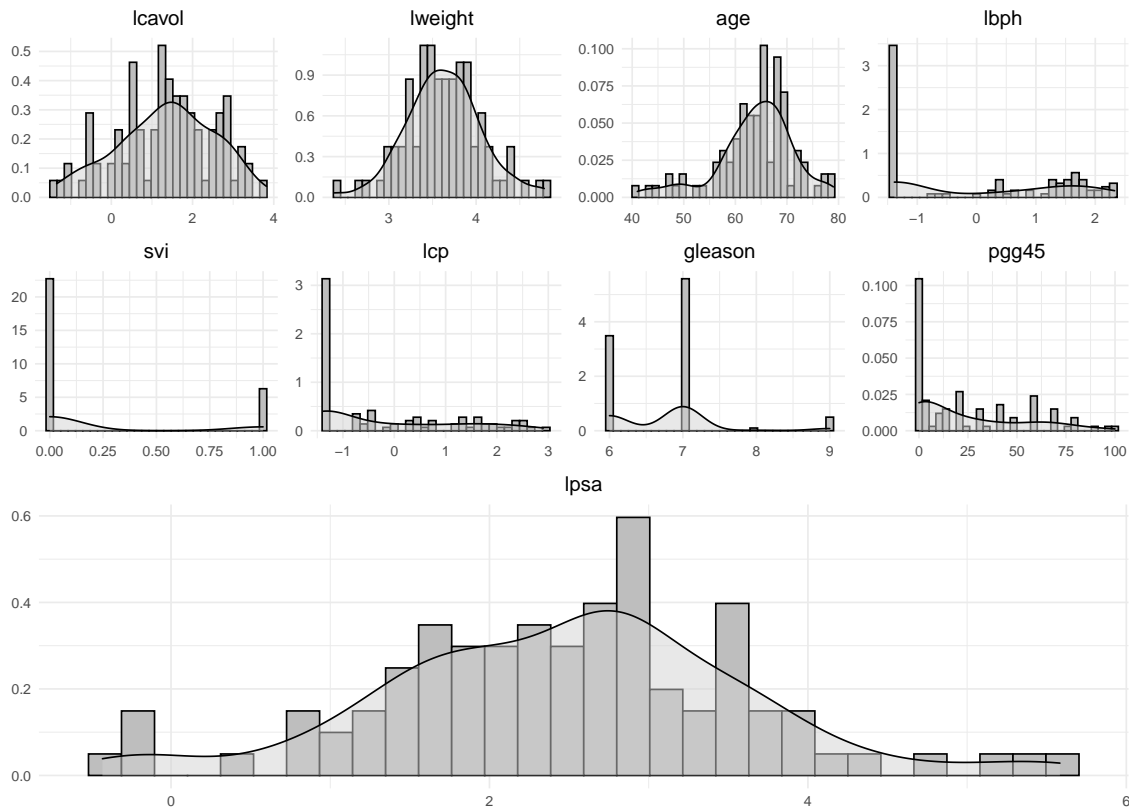 lcavol lweight age lbph
0.5 0.4 0.3 0.2 0.1 0.0
0 2 4
0.9 0.6 0.3 0.0
3 4
0.100 0.075 0.050 0.025 0.000
40 50 60 70 80
3 2 1 0
−1 0 1 2
svi lcp gleason pgg45
20 15 10 5 0
0.00 0.25 0.50 0.75 1.00
3 2 1 0
−1 0 1 2 3
4 2 0
6 7 8 9
0.100 0.075 0.050 0.025 0.000
0 25 50 75 100
lpsa
0.6
0.4
0.2
0.0
0 2 4 6